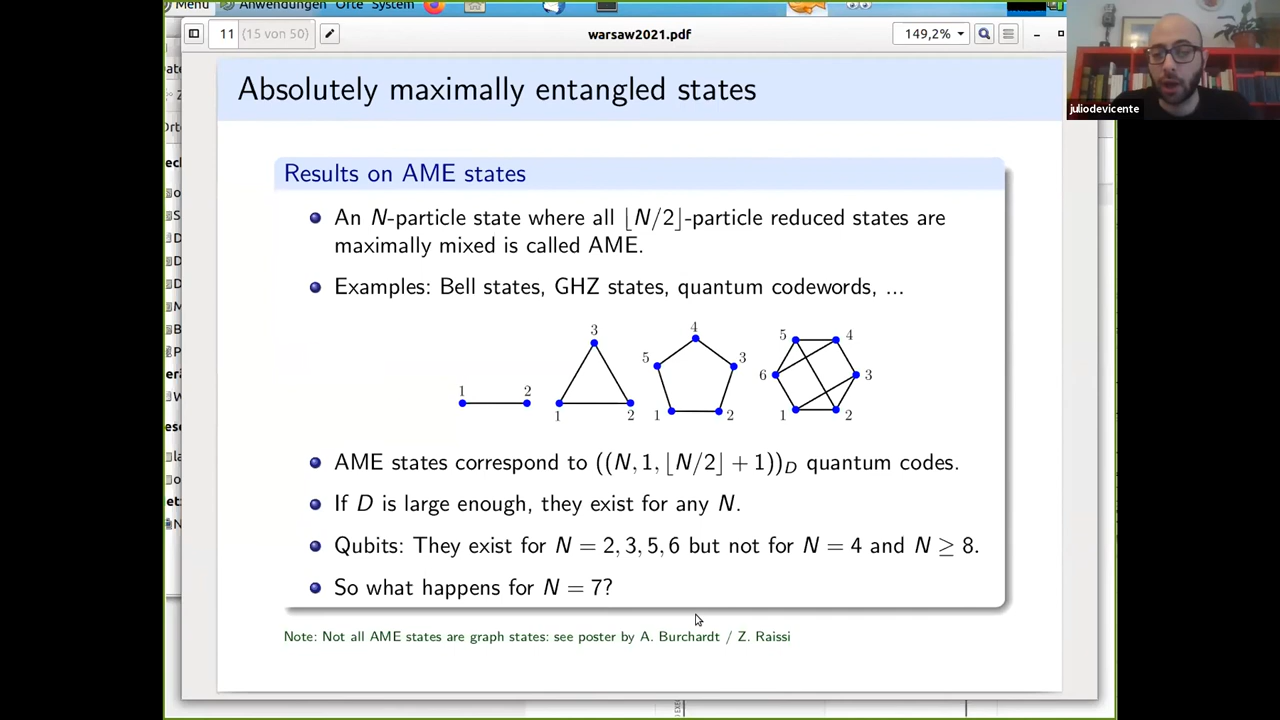 Menu Anwendungen Orte System
11 (15 von 50) warsaw2021.pdf 149,2%
juliodevicente
Absolutely maximally entangled states
Results on AME states
An N-particle state where all ⌊N/2⌋-particle reduced states are
maximally mixed is called AME.
Examples: Bell states, GHZ states, quantum codewords, ...
1 2
3
1 2
4
5 3
1 2
5 4
6 3
1 2
AME states correspond to ((N, 1, ⌊N/2⌋ + 1))_D quantum codes.
If D is large enough, they exist for any N.
Qubits: They exist for N = 2, 3, 5, 6 but not for N = 4 and N ≥ 8.
So what happens for N = 7?
Note: Not all AME states are graph states: see poster by A. Burchardt / Z. Raissi